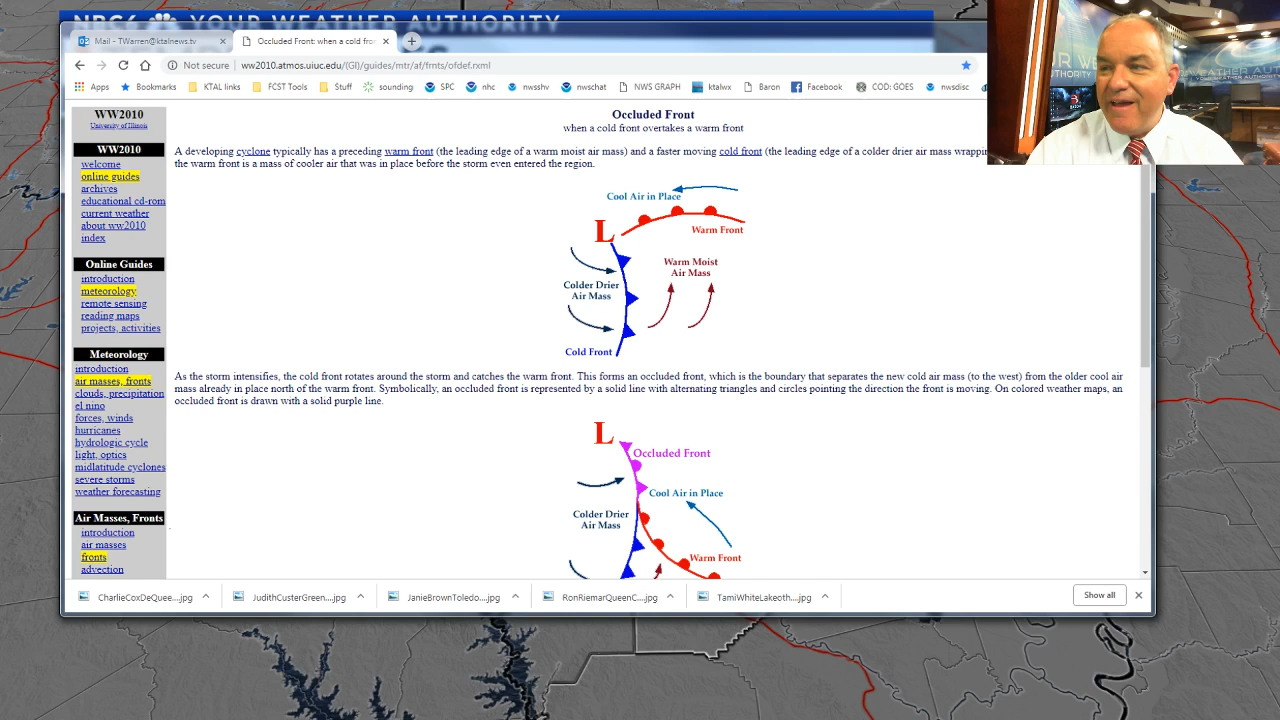 NBC6 YOUR WEATHER AUTHORITY
Mail - TWarren@ktalnews.tv
Occluded Front: when a cold fro
Not secure
ww2010.atmos.uiuc.edu/(Gl)/guides/mtr/af/frnts/ofdef.rxml
Apps
Bookmarks
KTAL links
FCST Tools
Stuff
sounding
SPC
nhc
nwsshv
nwschat
NWS GRAPH
ktalwx
Baron
Facebook
COD: GOES
nwsdisc
WW2010
University of Illinois
WW2010
welcome
online guides
archives
educational cd-rom
current weather
about ww2010
index
Online Guides
introduction
meteorology
remote sensing
reading maps
projects, activities
Meteorology
introduction
air masses, fronts
clouds, precipitation
el nino
forces, winds
hurricanes
hydrologic cycle
light, optics
midlatitude cyclones
severe storms
weather forecasting
Air Masses, Fronts
introduction
air masses
fronts
advection
Occluded Front
when a cold front overtakes a warm front
A developing cyclone typically has a preceding warm front (the leading edge of a warm moist air mass) and a faster moving cold front (the leading edge of a colder drier air mass wrappin
the warm front is a mass of cooler air that was in place before the storm even entered the region.
Cool Air in Place
L
Warm Front
Warm Moist
Air Mass
Colder Drier
Air Mass
Cold Front
As the storm intensifies, the cold front rotates around the storm and catches the warm front. This forms an occluded front, which is the boundary that separates the new cold air mass (to the west) from the older cool air
mass already in place north of the warm front. Symbolically, an occluded front is represented by a solid line with alternating triangles and circles pointing the direction the front is moving. On colored weather maps, an
occluded front is drawn with a solid purple line.
L
Occluded Front
Cool Air in Place
Colder Drier
Air Mass
Warm Front
CharlieCoxDeQuee....jpg
JudithCusterGreen....jpg
JanieBrownToledo....jpg
RonRiemarQueenC....jpg
TamiWhiteLakeoth....jpg
Show all